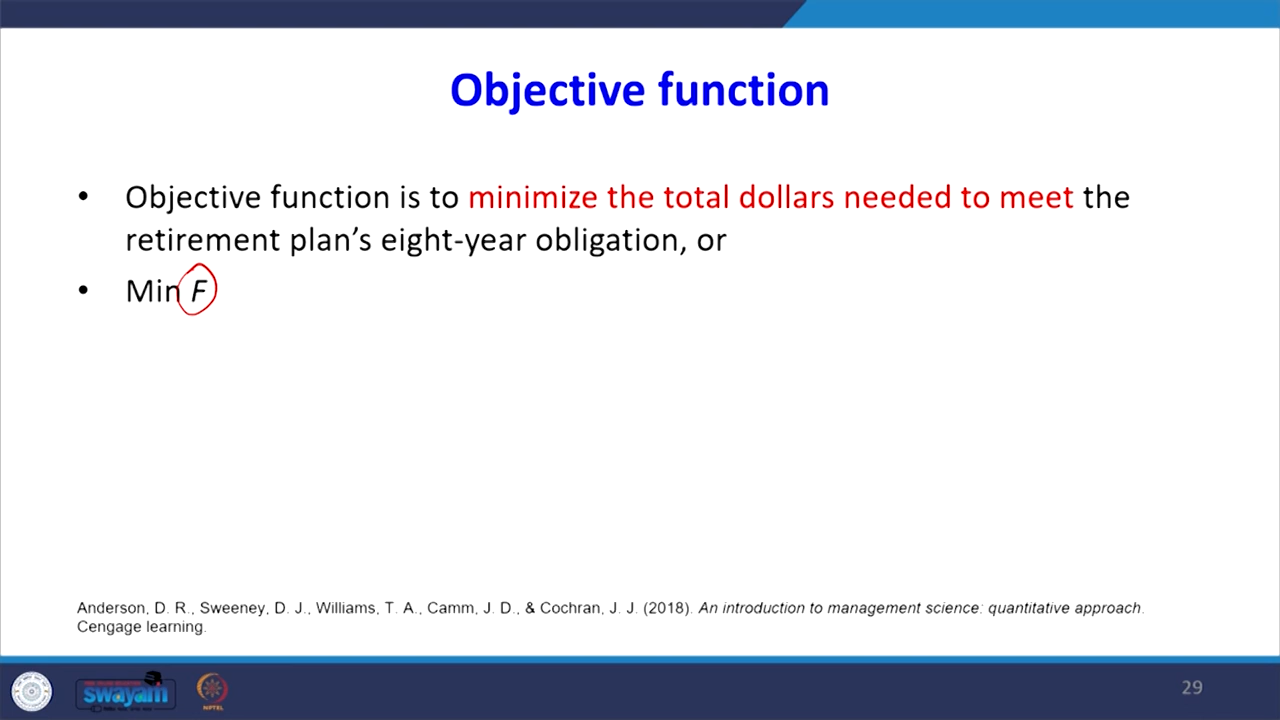 Objective function
• Objective function is to minimize the total dollars needed to meet the
retirement plan’s eight-year obligation, or
• Min F
Anderson, D. R., Sweeney, D. J., Williams, T. A., Camm, J. D., & Cochran, J. J. (2018). An introduction to management science: quantitative approach.
Cengage learning.
swayam
NPTEL
29